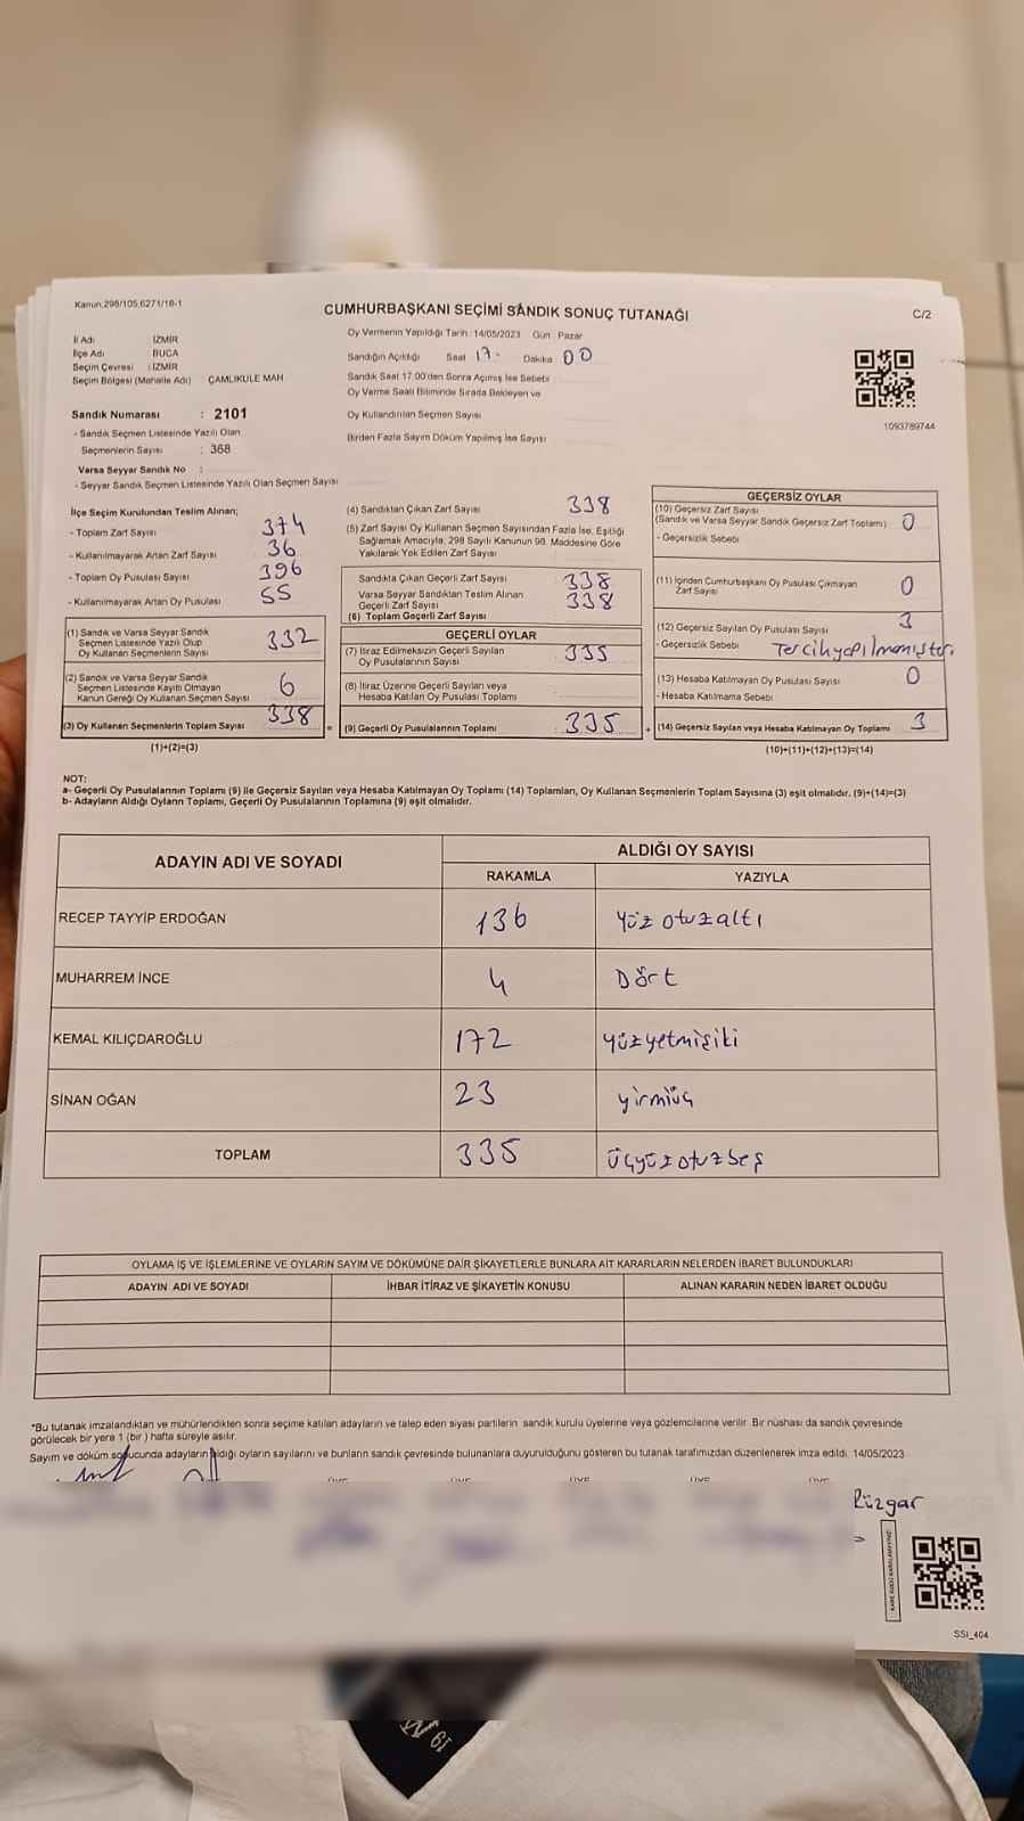 Kanun.298/105,6271/18-1
CUMHURBAŞKANI SEÇİMİ SANDIK SONUÇ TUTANAĞI
C/2
İl Adı : İZMİR
İlçe Adı : BUCA
Seçim Çevresi : İZMİR
Seçim Bölgesi (Mahalle Adı) : ÇAMLIKULE MAH
Sandık Numarası : 2101
- Sandık Seçmen Listesinde Yazılı Olan
Seçmenlerin Sayısı : 368
Varsa Seyyar Sandık No :
- Seyyar Sandık Seçmen Listesinde Yazılı Olan Seçmen Sayısı
Oy Vermenin Yapıldığı Tarih : 14/05/2023 Gün : Pazar
Sandığın Açıldığı Saat 17 Dakika 00
Sandık Saat 17.00'den Sonra Açılmış İse Sebebi
Oy Verme Saati Bitiminde Sırada Bekleyen ve
Oy Kullandırılan Seçmen Sayısı
Birden Fazla Sayım Döküm Yapılmış İse Sayısı
1093789744
İlçe Seçim Kurulundan Teslim Alınan;
- Toplam Zarf Sayısı 374
- Kullanılmayarak Artan Zarf Sayısı 36
- Toplam Oy Pusulası Sayısı 396
- Kullanılmayarak Artan Oy Pusulası 55
(1) Sandık ve Varsa Seyyar Sandık
Seçmen Listesinde Yazılı Olup
Oy Kullanan Seçmenlerin Sayısı 332
(2) Sandık ve Varsa Seyyar Sandık
Seçmen Listesinde Kayıtlı Olmayan
Kanun Gereği Oy Kullanan Seçmen Sayısı 6
(3) Oy Kullanan Seçmenlerin Toplam Sayısı 338
(1)+(2)=(3)
(4) Sandıktan Çıkan Zarf Sayısı 338
(5) Zarf Sayısı Oy Kullanan Seçmen Sayısından Fazla İse, Eşitliği
Sağlamak Amacıyla, 298 Sayılı Kanunun 98. Maddesine Göre
Yakılarak Yok Edilen Zarf Sayısı
Sandıkta Çıkan Geçerli Zarf Sayısı 338
Varsa Seyyar Sandıktan Teslim Alınan
Geçerli Zarf Sayısı 338
(6) Toplam Geçerli Zarf Sayısı
GEÇERLİ OYLAR
(7) İtiraz Edilmeksizin Geçerli Sayılan
Oy Pusulalarının Sayısı 335
(8) İtiraz Üzerine Geçerli Sayılan veya
Hesaba Katılan Oy Pusulası Toplamı
= (9) Geçerli Oy Pusulalarının Toplamı 335
GEÇERSİZ OYLAR
(10) Geçersiz Zarf Sayısı
(Sandık ve Varsa Seyyar Sandık Geçersiz Zarf Toplamı) 0
- Geçersizlik Sebebi
(11) İçinden Cumhurbaşkanı Oy Pusulası Çıkmayan
Zarf Sayısı 0
(12) Geçersiz Sayılan Oy Pusulası Sayısı 3
- Geçersizlik Sebebi Tercih yapılmamıştır
(13) Hesaba Katılmayan Oy Pusulası Sayısı 0
- Hesaba Katılmama Sebebi
+ (14) Geçersiz Sayılan veya Hesaba Katılmayan Oy Toplamı 3
(10)+(11)+(12)+(13)=(14)
NOT:
a- Geçerli Oy Pusulalarının Toplamı (9) ile Geçersiz Sayılan veya Hesaba Katılmayan Oy Toplamı (14) Toplamları, Oy Kullanan Seçmenlerin Toplam Sayısına (3) eşit olmalıdır. (9)+(14)=(3)
b- Adayların Aldığı Oyların Toplamı, Geçerli Oy Pusulalarının Toplamına (9) eşit olmalıdır.
ADAYIN ADI VE SOYADI
ALDIĞI OY SAYISI
RAKAMLA YAZIYLA
RECEP TAYYİP ERDOĞAN 136 Yüz otuzaltı
MUHARREM İNCE 4 Dört
KEMAL KILIÇDAROĞLU 172 yüzyetmişiki
SİNAN OĞAN 23 yirmiüç
TOPLAM 335 üçyüzotuzbeş
OYLAMA İŞ VE İŞLEMLERİNE VE OYLARIN SAYIM VE DÖKÜMÜNE DAİR ŞİKAYETLERLE BUNLARA AİT KARARLARIN NELERDEN İBARET BULUNDUKLARI
ADAYIN ADI VE SOYADI İHBAR İTİRAZ VE ŞİKAYETİN KONUSU ALINAN KARARIN NEDEN İBARET OLDUĞU
*Bu tutanak imzalandıktan ve mühürlendikten sonra seçime katılan adayların ve talep eden siyasi partilerin sandık kurulu üyelerine veya gözlemcilerine verilir. Bir nüshası da sandık çevresinde
görülecek bir yere 1 (bir) hafta süreyle asılır.
Sayım ve döküm sonucunda adayların aldığı oyların sayılarını ve bunların sandık çevresinde bulunanlara duyurulduğunu gösteren bu tutanak tarafımızdan düzenlenerek imza edildi. 14/05/2023
Rüzgar
SSI_404